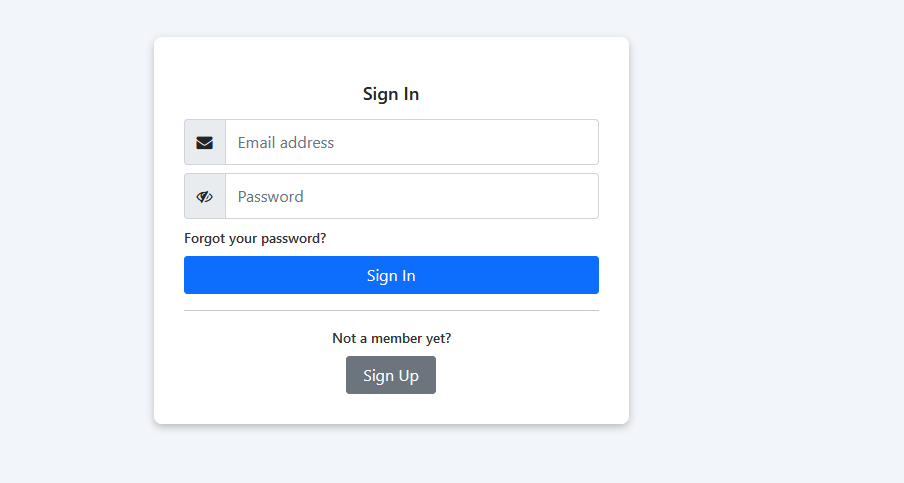 Sign In
Email address
Password
Forgot your password?
Sign In
Not a member yet?
Sign Up